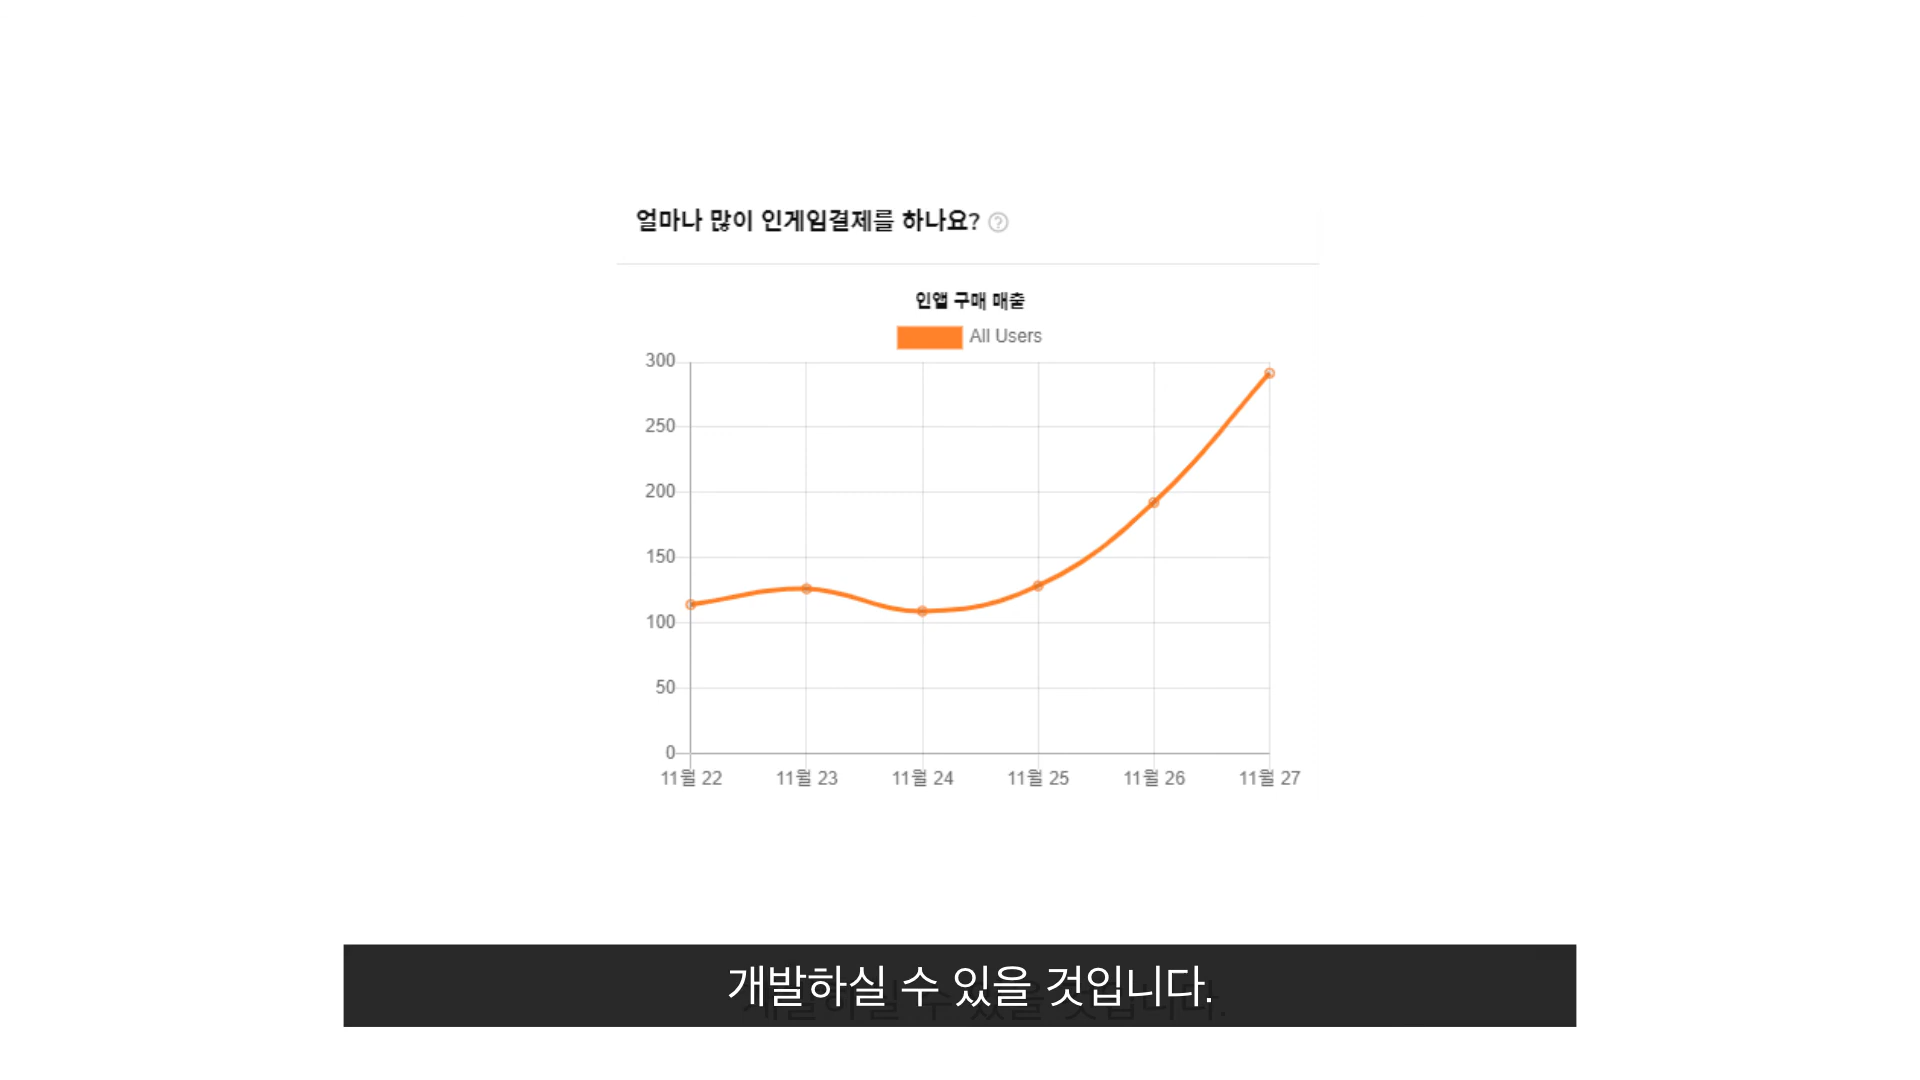 얼마나 많이 인게임결제를 하나요? ?
인앱 구매 매출
All Users
300
250
200
150
100
50
0
11월 22 11월 23 11월 24 11월 25 11월 26 11월 27
개발하실 수 있을 것입니다.